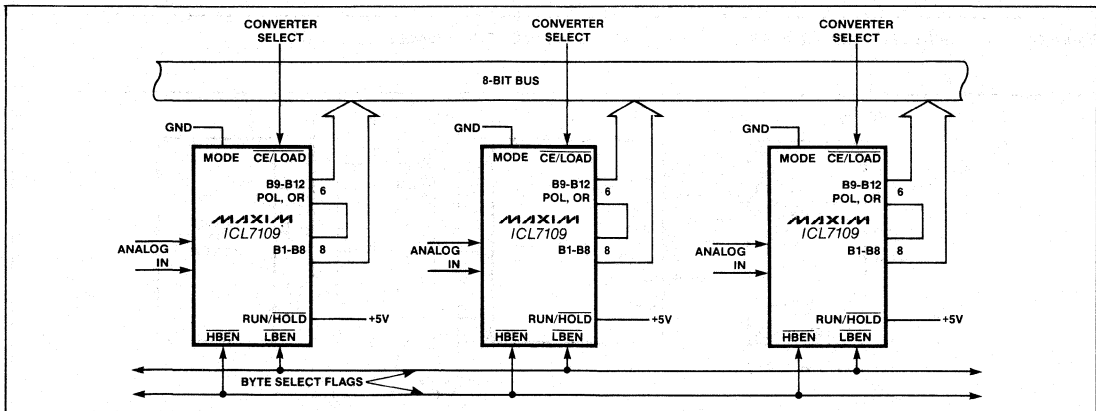 CONVERTER
SELECT
CONVERTER
SELECT
CONVERTER
SELECT
8-BIT BUS
GND
MODE
CE/LOAD
B9-B12
POL, OR
6
MAXIM
ICL7109
B1-B8
8
ANALOG
IN
RUN/HOLD
+5V
HBEN
LBEN
GND
MODE
CE/LOAD
B9-B12
POL, OR
6
MAXIM
ICL7109
B1-B8
8
ANALOG
IN
RUN/HOLD
+5V
HBEN
LBEN
GND
MODE
CE/LOAD
B9-B12
POL, OR
6
MAXIM
ICL7109
B1-B8
8
ANALOG
IN
RUN/HOLD
+5V
HBEN
LBEN
BYTE SELECT FLAGS